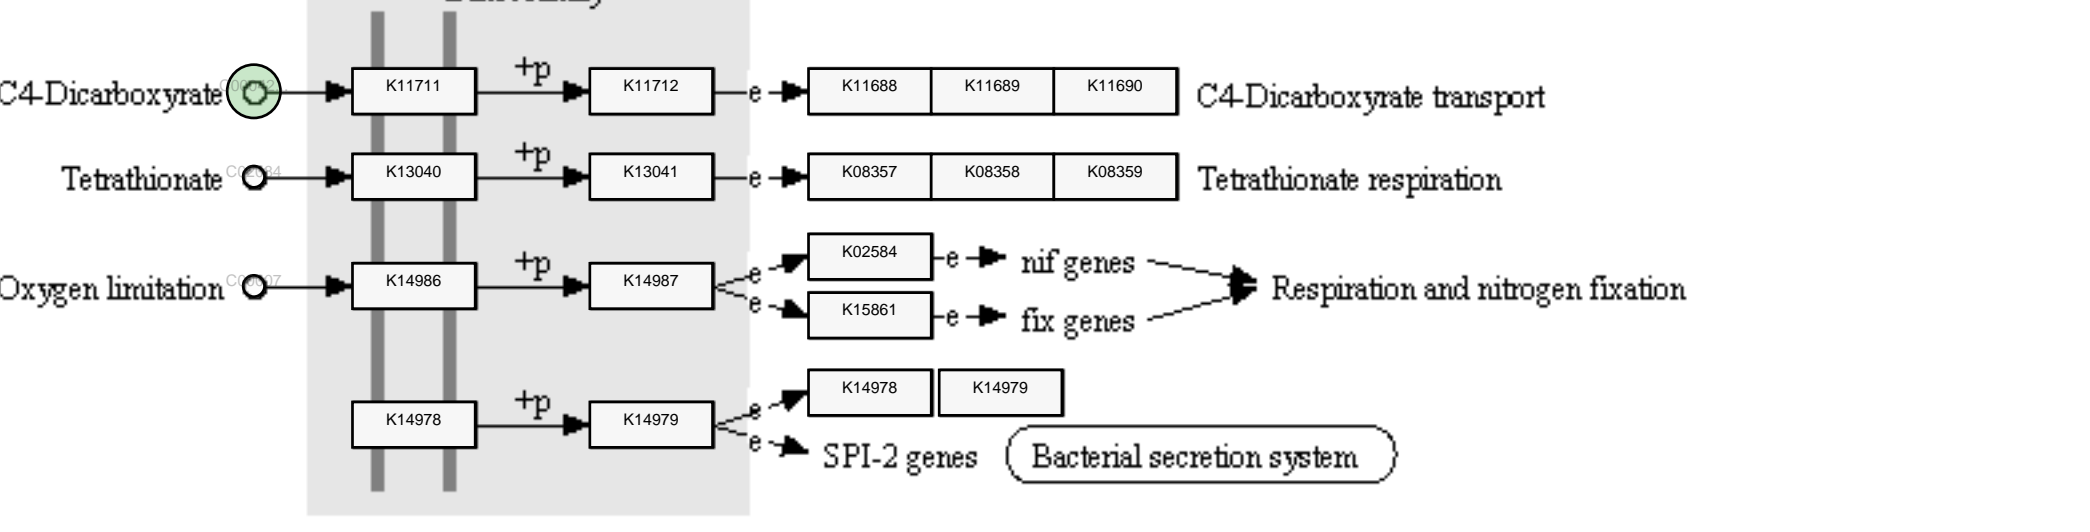 +p
C4-Dicarboxyrate K11711 K11712 e K11688 K11689 K11690 C4-Dicarboxyrate transport
+p
Tetrathionate K13040 K13041 e K08357 K08358 K08359 Tetrathionate respiration
K02584 e nif genes
+p e
Oxygen limitation K14986 K14987 Respiration and nitrogen fixation
e K15861 e fix genes
K14978 K14979
+p e
K14978 K14979
e SPI-2 genes Bacterial secretion system